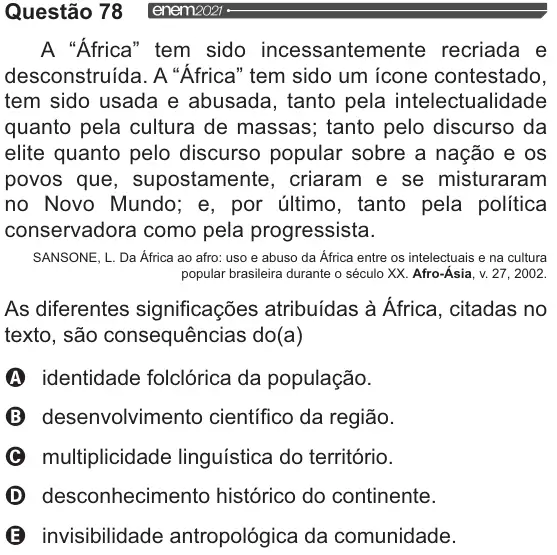 Questão 78 enem2021
A “África” tem sido incessantemente recriada e
desconstruída. A “África” tem sido um ícone contestado,
tem sido usada e abusada, tanto pela intelectualidade
quanto pela cultura de massas; tanto pelo discurso da
elite quanto pelo discurso popular sobre a nação e os
povos que, supostamente, criaram e se misturaram
no Novo Mundo; e, por último, tanto pela política
conservadora como pela progressista.
SANSONE, L. Da África ao afro: uso e abuso da África entre os intelectuais e na cultura
popular brasileira durante o século XX. Afro-Ásia, v. 27, 2002.
As diferentes significações atribuídas à África, citadas no
texto, são consequências do(a)
A identidade folclórica da população.
B desenvolvimento científico da região.
C multiplicidade linguística do território.
D desconhecimento histórico do continente.
E invisibilidade antropológica da comunidade.